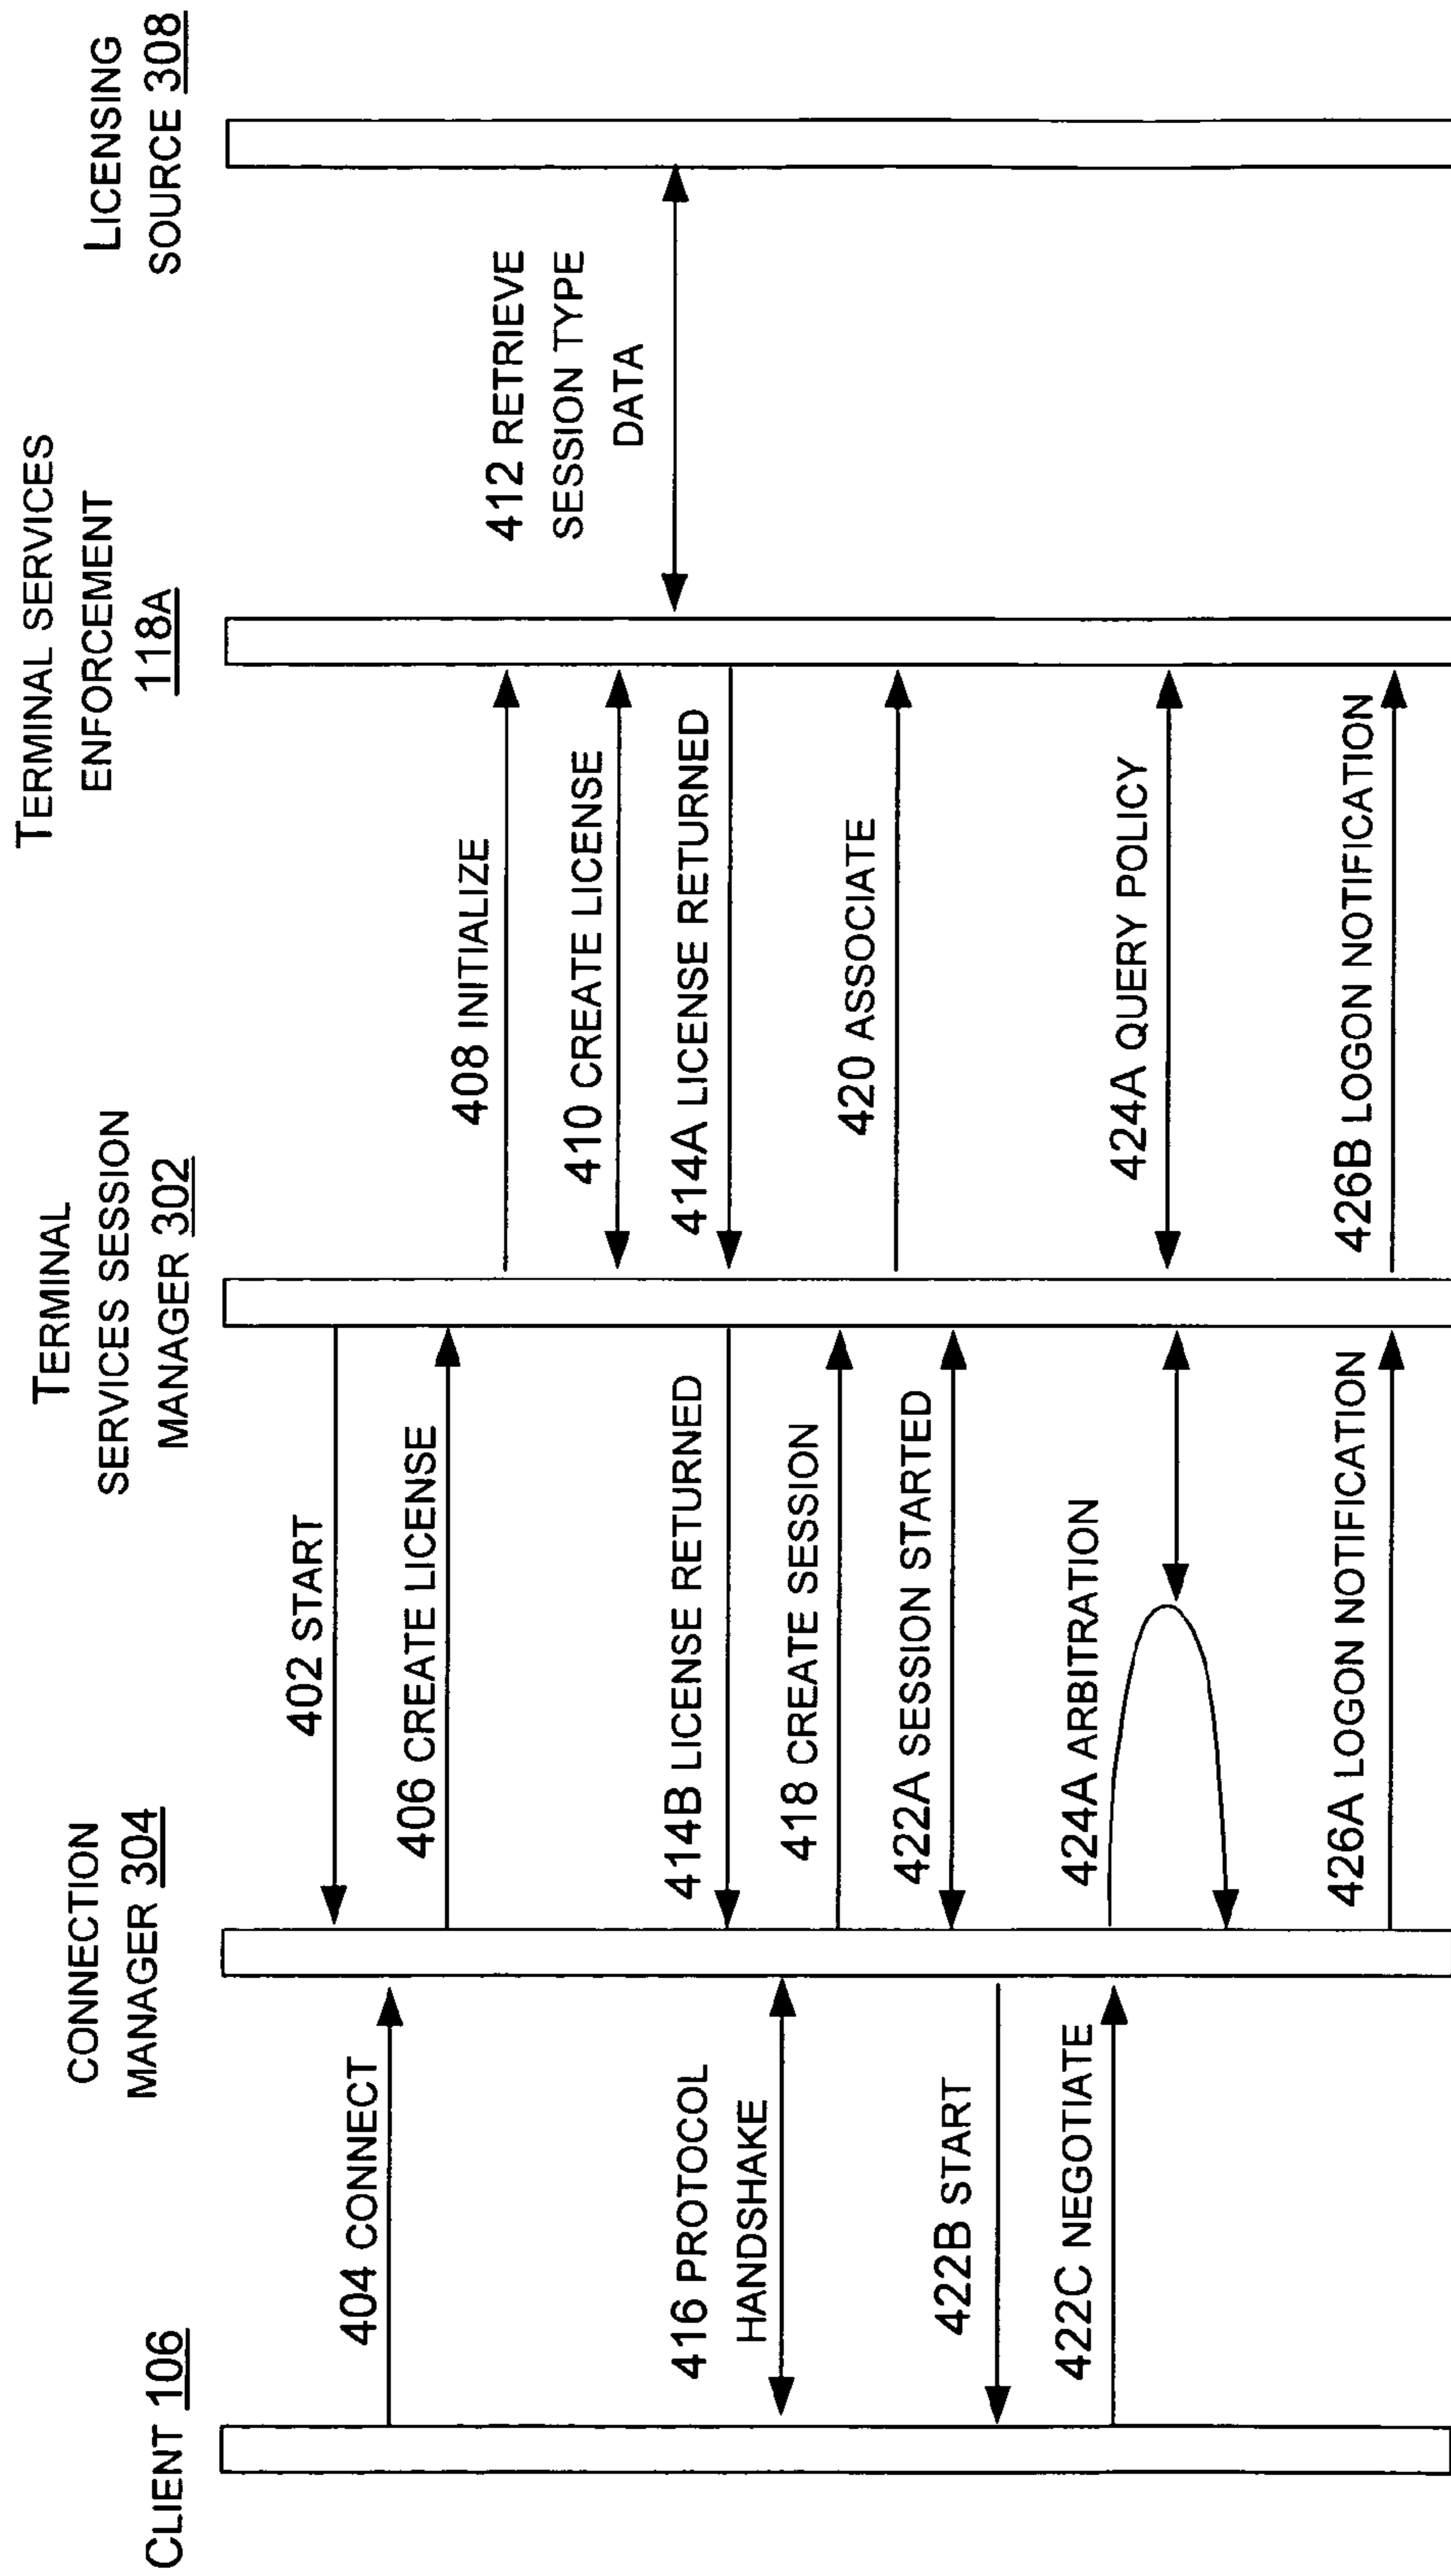 CLIENT 106
CONNECTION
MANAGER 304
TERMINAL
SERVICES SESSION
MANAGER 302
TERMINAL SERVICES
ENFORCEMENT
118A
LICENSING
SOURCE 308
402 START
404 CONNECT
406 CREATE LICENSE
408 INITIALIZE
410 CREATE LICENSE
412 RETRIEVE
SESSION TYPE
DATA
414A LICENSE RETURNED
414B LICENSE RETURNED
416 PROTOCOL
HANDSHAKE
418 CREATE SESSION
420 ASSOCIATE
422A SESSION STARTED
422B START
422C NEGOTIATE
424A ARBITRATION
424A QUERY POLICY
426A LOGON NOTIFICATION
426B LOGON NOTIFICATION